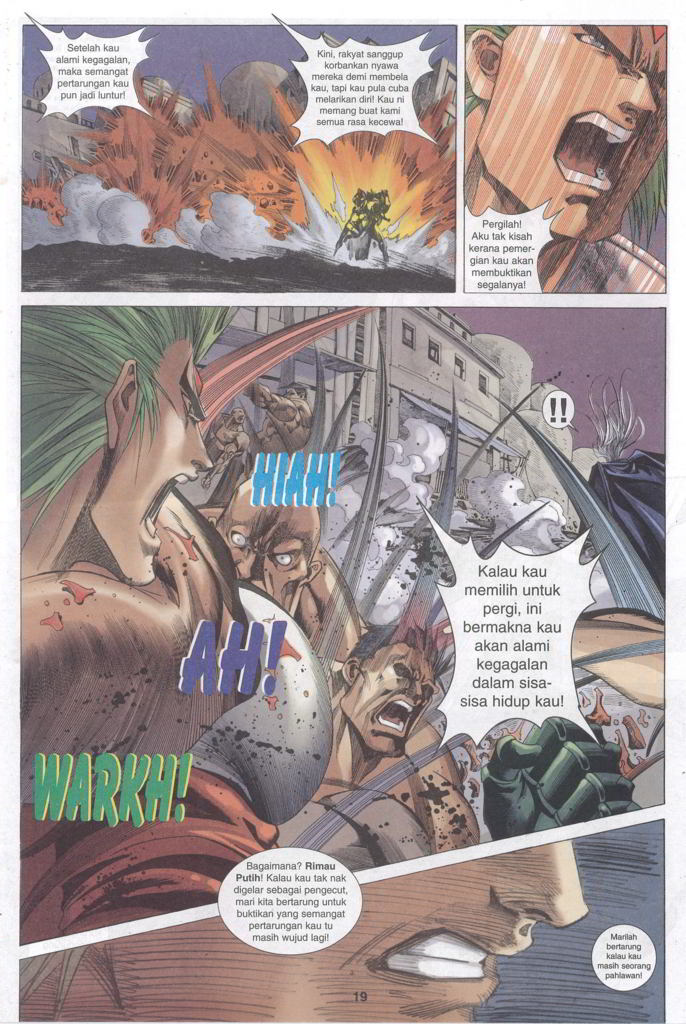 Setelah kau
alami kegagalan,
maka semangat
pertarungan kau
pun jadi luntur!
Kini, rakyat sanggup
korbankan nyawa
mereka demi membela
kau, tapi kau pula cuba
melarikan diri! Kau ni
memang buat kami
semua rasa kecewa!
Pergilah!
Aku tak kisah
kerana pemer-
gian kau akan
membuktikan
segalanya!
!!
HIAH!
Kalau kau
memilih untuk
pergi, ini
bermakna kau
akan alami
kegagalan
dalam sisa-
sisa hidup kau!
AH!
WARKH!
Bagaimana? Rimau
Putih! Kalau kau tak nak
digelar sebagai pengecut,
mari kita bertarung untuk
buktikan yang semangat
pertarungan kau tu
masih wujud lagi!
Marilah
bertarung
kalau kau
masih seorang
pahlawan!
19